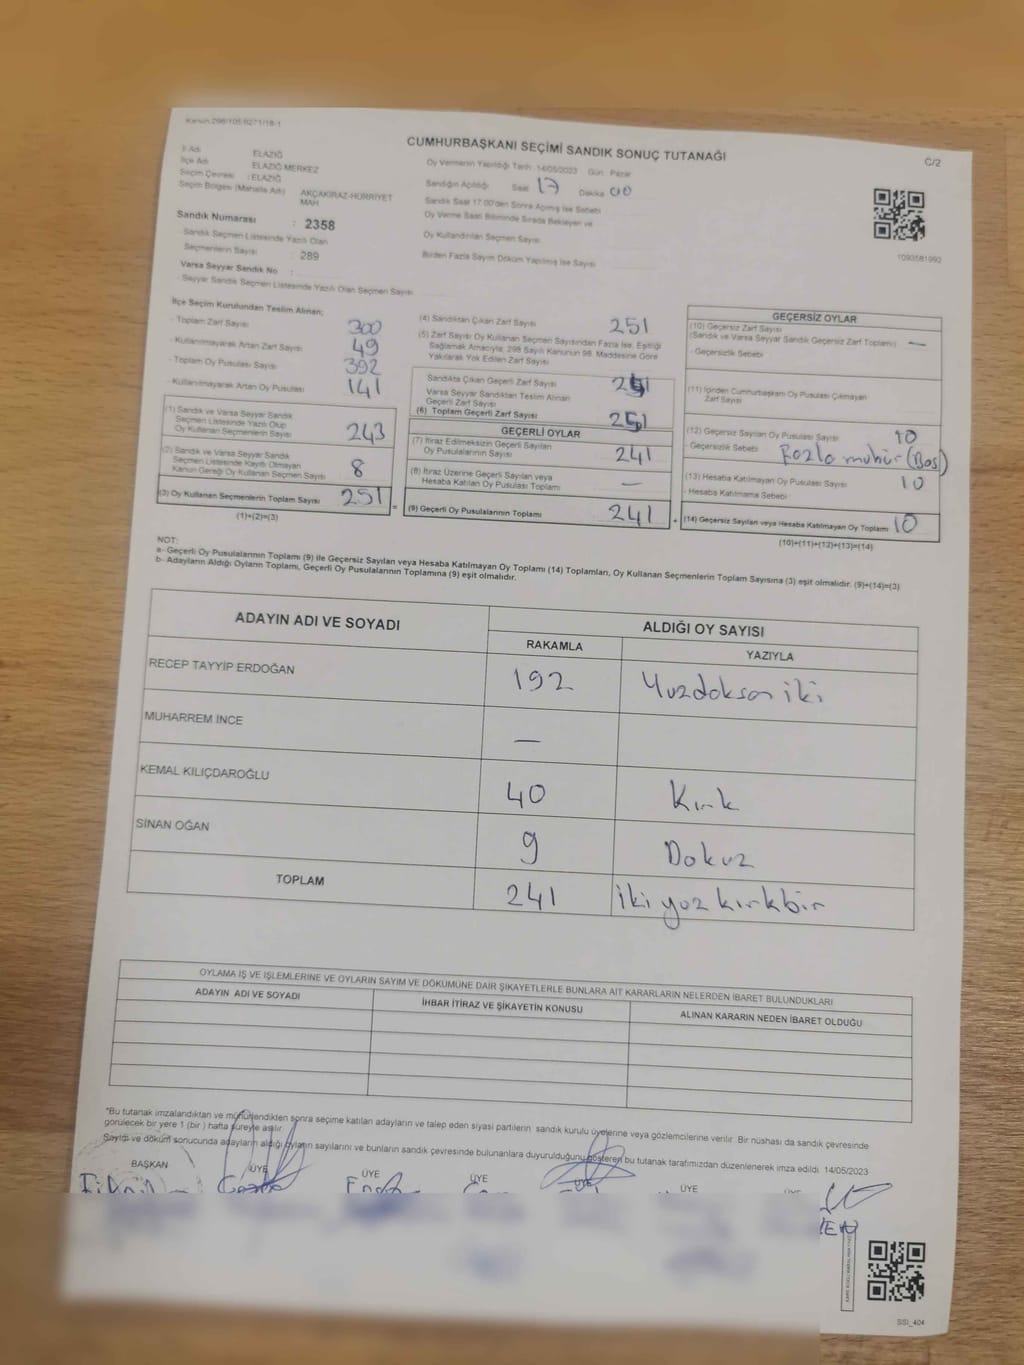 Kanun:298/105,6271/18-1
CUMHURBAŞKANI SEÇİMİ SANDIK SONUÇ TUTANAĞI
C/2
İl Adı : ELAZIĞ
İlçe Adı : ELAZIĞ MERKEZ
Seçim Çevresi : ELAZIĞ
Seçim Bölgesi (Mahalle Adı) : AKÇAKİRAZ-HÜRRİYET MAH
Sandık Numarası : 2358
- Sandık Seçmen Listesinde Yazılı Olan
Seçmenlerin Sayısı : 289
Varsa Seyyar Sandık No :
- Seyyar Sandık Seçmen Listesinde Yazılı Olan Seçmen Sayısı
Oy Vermenin Yapıldığı Tarih 14/05/2023 Gün Pazar
Sandığın Açıldığı Saat 17 Dakika 00
Sandık Saat 17:00'den Sonra Açılmış İse Sebebi
Oy Verme Saati Bitiminde Sırada Bekleyen ve
Oy Kullandırılan Seçmen Sayısı
Birden Fazla Sayım Döküm Yapılmış İse Sayısı
1093581992
İlçe Seçim Kurulundan Teslim Alınan;
- Toplam Zarf Sayısı 300
- Kullanılmayarak Artan Zarf Sayısı 49
- Toplam Oy Pusulası Sayısı 392
- Kullanılmayarak Artan Oy Pusulası 141
(1) Sandık ve Varsa Seyyar Sandık
Seçmen Listesinde Yazılı Olup
Oy Kullanan Seçmenlerin Sayısı 243
(2) Sandık ve Varsa Seyyar Sandık
Seçmen Listesinde Kayıtlı Olmayan
Kanun Gereği Oy Kullanan Seçmen Sayısı 8
(3) Oy Kullanan Seçmenlerin Toplam Sayısı 251 =
(1)+(2)=(3)
(4) Sandıktan Çıkan Zarf Sayısı 251
(5) Zarf Sayısı Oy Kullanan Seçmen Sayısından Fazla İse, Eşitliği
Sağlamak Amacıyla; 298 Sayılı Kanunun 98. Maddesine Göre
Yakılarak Yok Edilen Zarf Sayısı
Sandıkta Çıkan Geçerli Zarf Sayısı 251
Varsa Seyyar Sandıktan Teslim Alınan
Geçerli Zarf Sayısı
(6) Toplam Geçerli Zarf Sayısı 251
GEÇERLİ OYLAR
(7) İtiraz Edilmeksizin Geçerli Sayılan
Oy Pusulalarının Sayısı 241
(8) İtiraz Üzerine Geçerli Sayılan veya
Hesaba Katılan Oy Pusulası Toplamı —
(9) Geçerli Oy Pusulalarının Toplamı 241 +
GEÇERSİZ OYLAR
(10) Geçersiz Zarf Sayısı
(Sandık ve Varsa Seyyar Sandık Geçersiz Zarf Toplamı) —
- Geçersizlik Sebebi
(11) İçinden Cumhurbaşkanı Oy Pusulası Çıkmayan
Zarf Sayısı
(12) Geçersiz Sayılan Oy Pusulası Sayısı 10
- Geçersizlik Sebebi Fazla mühür (Boş)
(13) Hesaba Katılmayan Oy Pusulası Sayısı 10
- Hesaba Katılmama Sebebi
(14) Geçersiz Sayılan veya Hesaba Katılmayan Oy Toplamı 10
(10)+(11)+(12)+(13)=(14)
NOT:
a- Geçerli Oy Pusulalarının Toplamı (9) ile Geçersiz Sayılan veya Hesaba Katılmayan Oy Toplamı (14) Toplamları, Oy Kullanan Seçmenlerin Toplam Sayısına (3) eşit olmalıdır. (9)+(14)=(3)
b- Adayların Aldığı Oyların Toplamı, Geçerli Oy Pusulalarının Toplamına (9) eşit olmalıdır.
ADAYIN ADI VE SOYADI ALDIĞI OY SAYISI
RAKAMLA YAZIYLA
RECEP TAYYİP ERDOĞAN 192 Yuzdoksan iki
MUHARREM İNCE —
KEMAL KILIÇDAROĞLU 40 Kırk
SİNAN OĞAN 9 Dokuz
TOPLAM 241 iki yuz kırkbir
OYLAMA İŞ VE İŞLEMLERİNE VE OYLARIN SAYIM VE DÖKÜMÜNE DAİR ŞİKAYETLERLE BUNLARA AİT KARARLARIN NELERDEN İBARET BULUNDUKLARI
ADAYIN ADI VE SOYADI İHBAR İTİRAZ VE ŞİKAYETİN KONUSU ALINAN KARARIN NEDEN İBARET OLDUĞU
"Bu tutanak imzalandıktan ve mühürlendikten sonra seçime katılan adayların ve talep eden siyasi partilerin sandık kurulu üyelerine veya gözlemcilerine verilir. Bir nüshası da sandık çevresinde
görülecek bir yere 1 (bir ) hafta süreyle asılır.
Sayım ve döküm sonucunda adayların aldığı oyların sayılarını ve bunların sandık çevresinde bulunanlara duyurulduğunu gösteren bu tutanak tarafımızdan düzenlenerek imza edildi. 14/05/2023
BAŞKAN ÜYE ÜYE ÜYE ÜYE ÜYE ÜYE
SSI_404